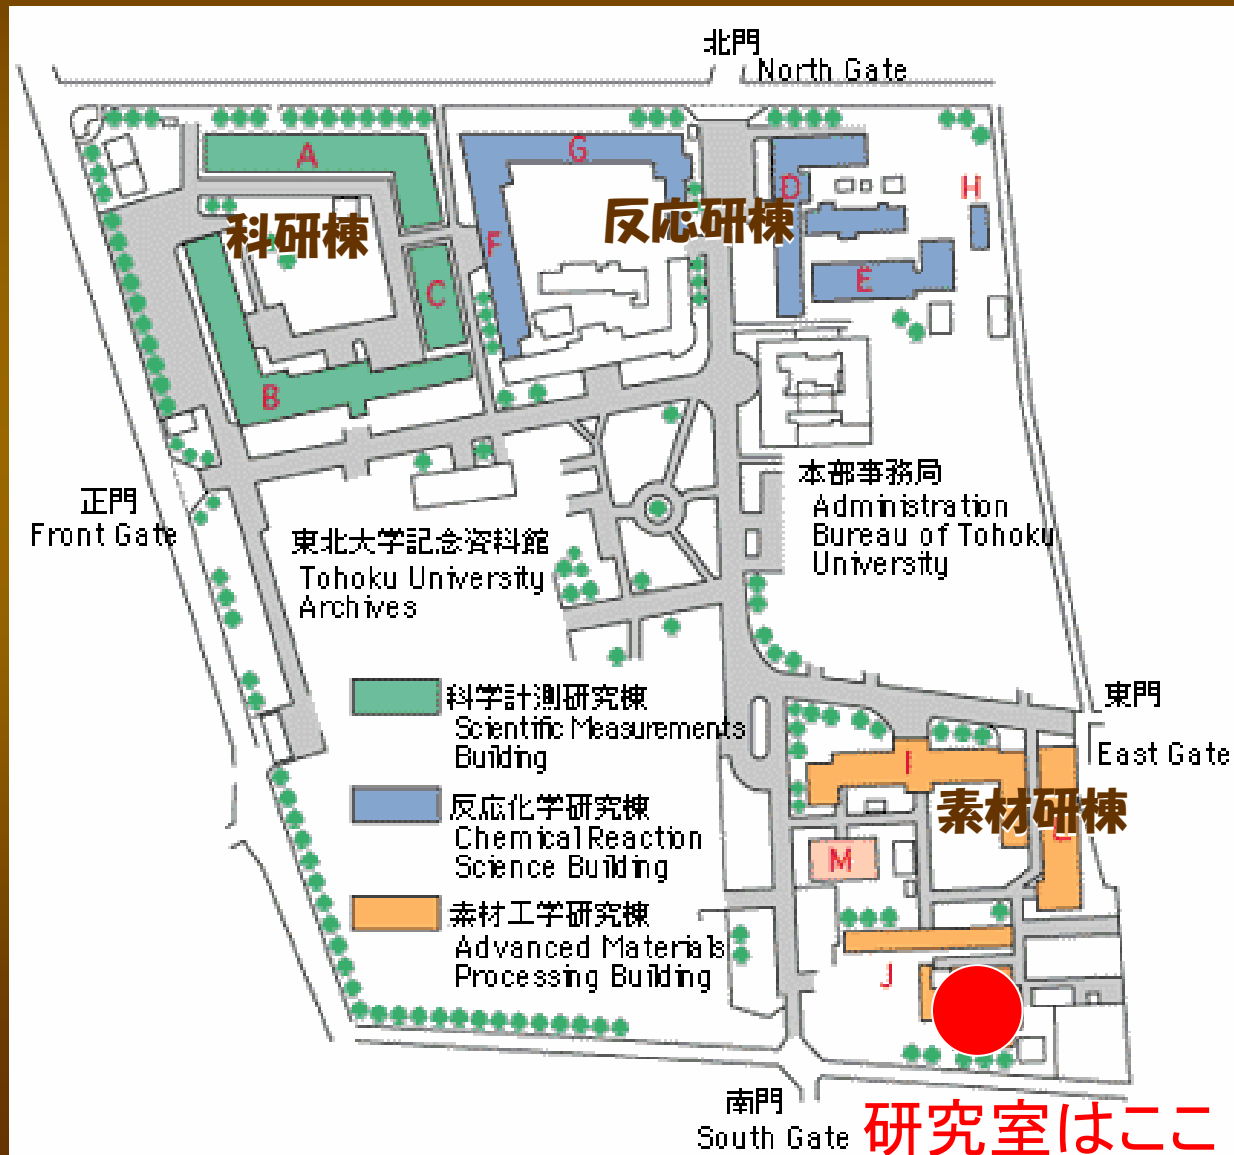 北門
North Gate
A
G
D
H
科研棟
反応研棟
F
C
E
B
正門
Front Gate
本部事務局
Administration
Bureau of Tohoku
University
東北大学記念資料館
Tohoku University
Archives
科学計測研究棟
Scientific Measurements
Building
東門
East Gate
I
反応化学研究棟
Chemical Reaction
Science Building
素材研棟
M
素材工学研究棟
Advanced Materials
Processing Building
J
南門
South Gate
研究室はここ